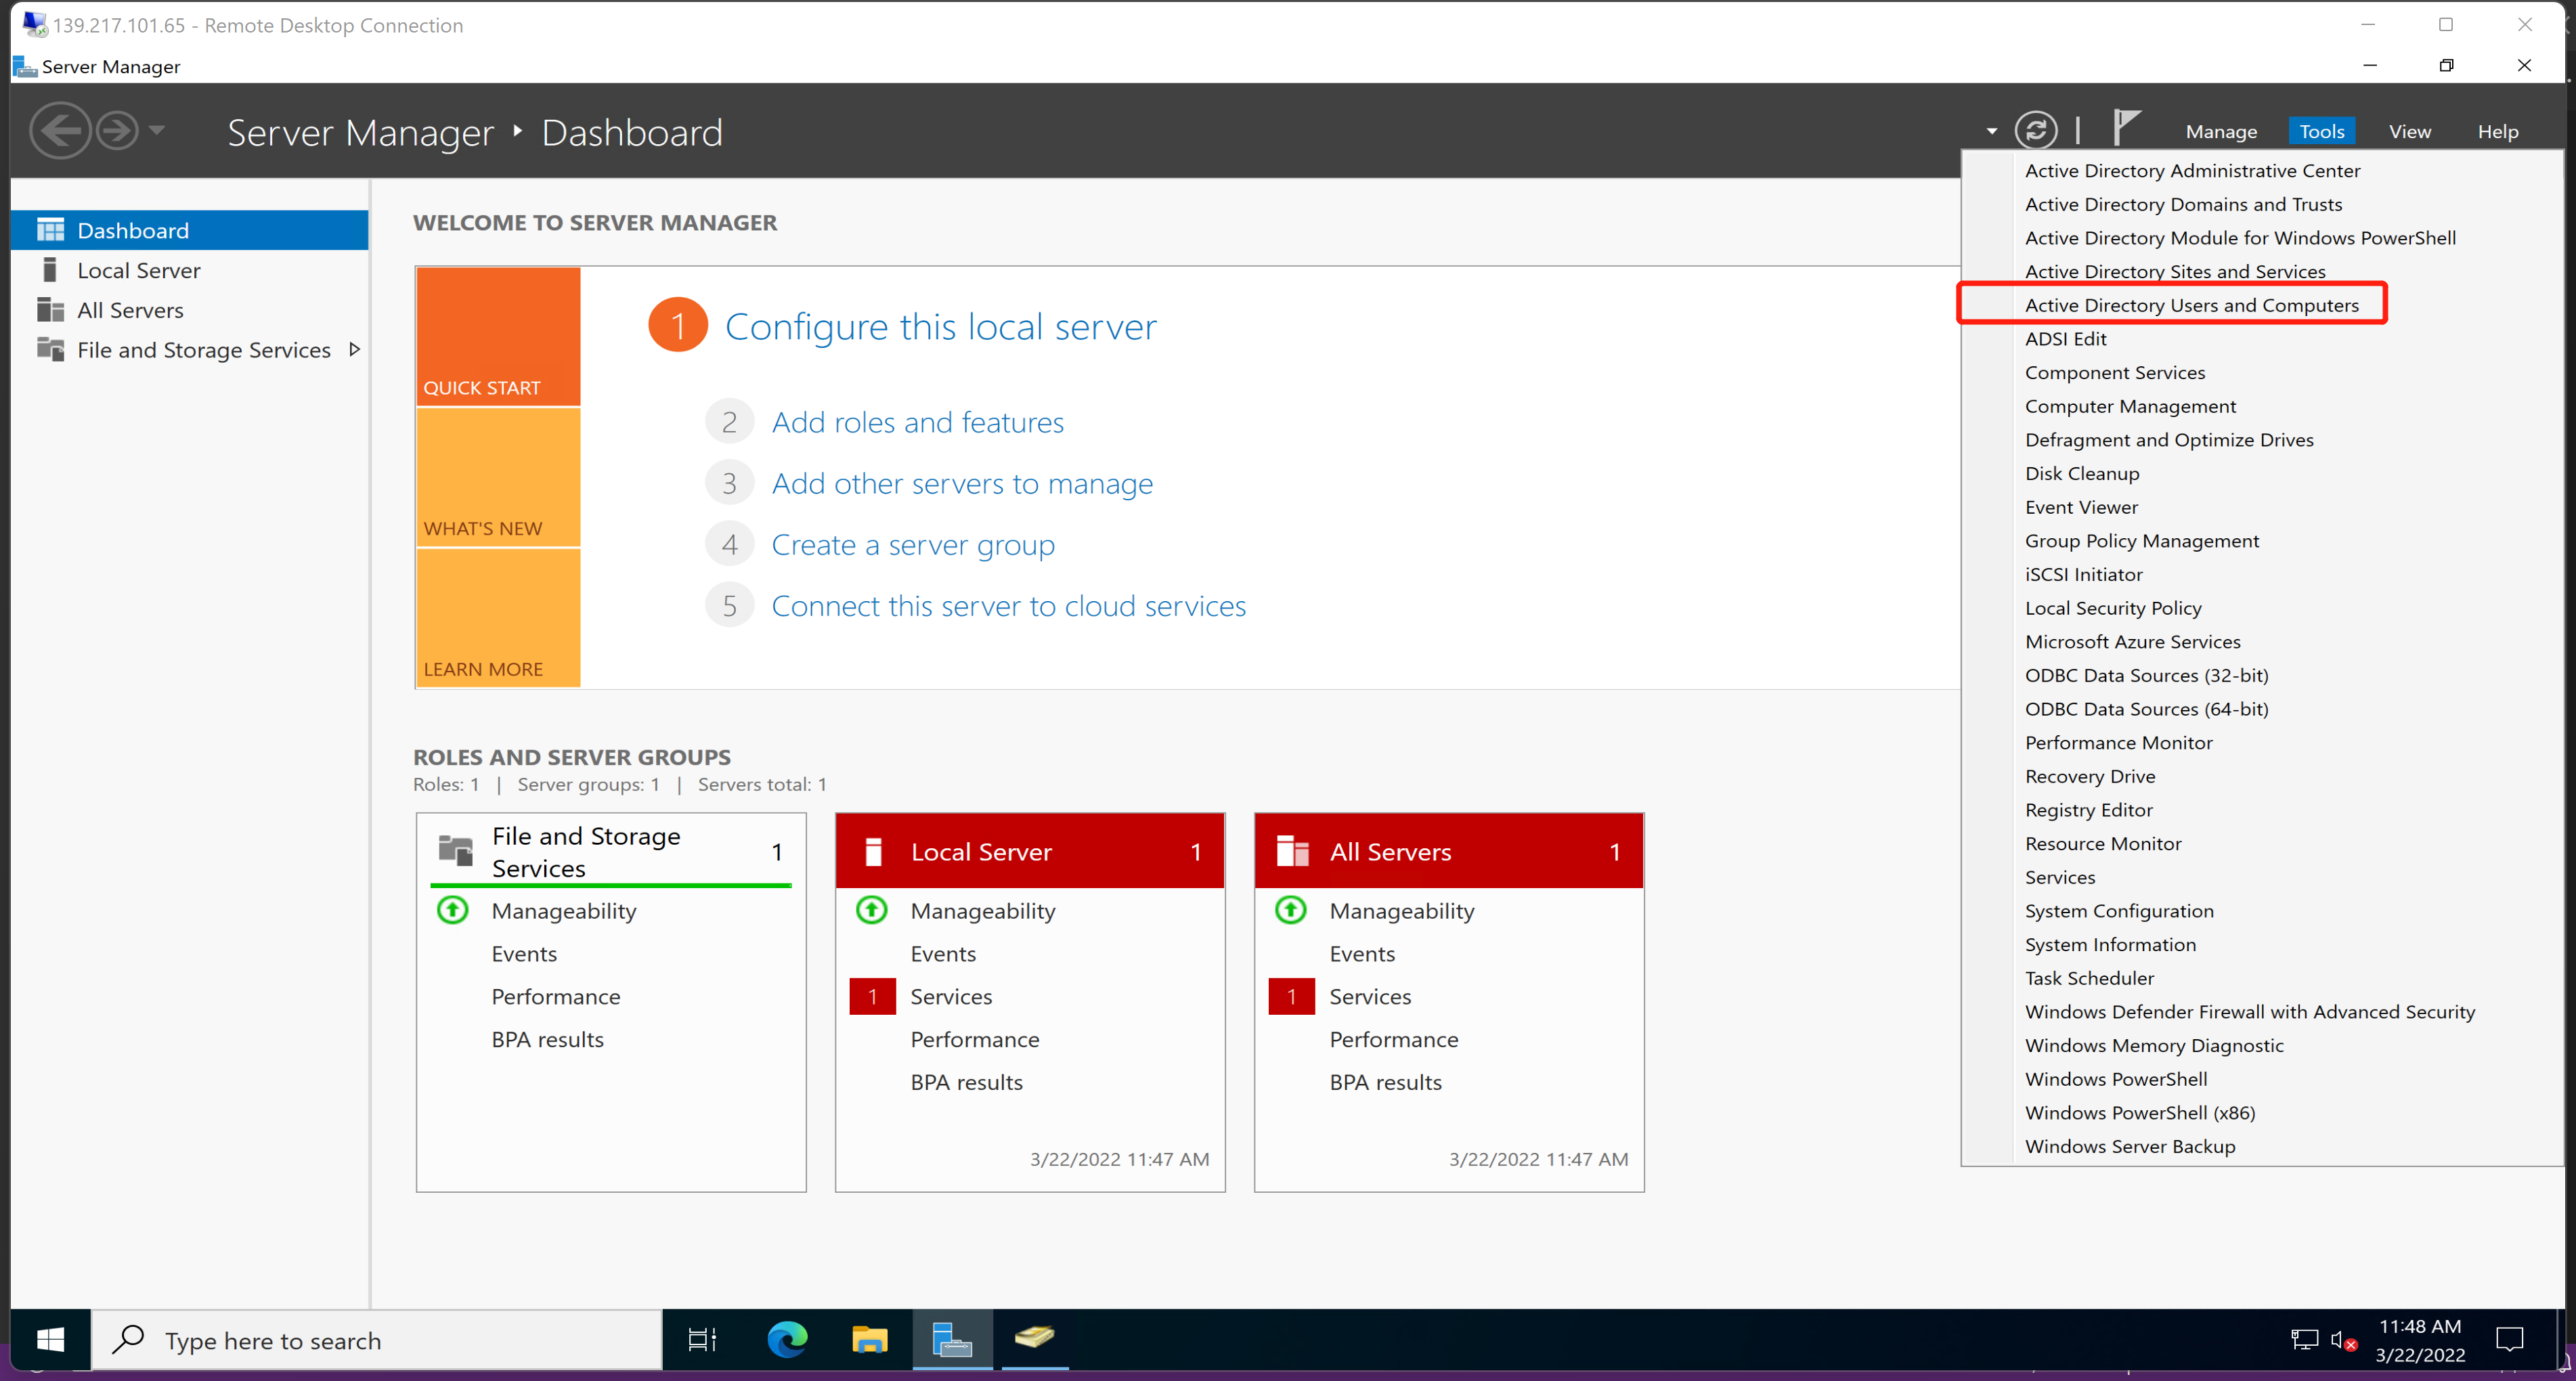 139.217.101.65 - Remote Desktop Connection
Server Manager
Server Manager Dashboard
Manage Tools View Help
Dashboard
Local Server
All Servers
File and Storage Services
WELCOME TO SERVER MANAGER
QUICK START
WHAT'S NEW
LEARN MORE
1 Configure this local server
2 Add roles and features
3 Add other servers to manage
4 Create a server group
5 Connect this server to cloud services
ROLES AND SERVER GROUPS
Roles: 1 | Server groups: 1 | Servers total: 1
File and Storage
Services 1
Manageability
Events
Performance
BPA results
Local Server 1
Manageability
Events
1 Services
Performance
BPA results
3/22/2022 11:47 AM
All Servers 1
Manageability
Events
1 Services
Performance
BPA results
3/22/2022 11:47 AM
Active Directory Administrative Center
Active Directory Domains and Trusts
Active Directory Module for Windows PowerShell
Active Directory Sites and Services
Active Directory Users and Computers
ADSI Edit
Component Services
Computer Management
Defragment and Optimize Drives
Disk Cleanup
Event Viewer
Group Policy Management
iSCSI Initiator
Local Security Policy
Microsoft Azure Services
ODBC Data Sources (32-bit)
ODBC Data Sources (64-bit)
Performance Monitor
Recovery Drive
Registry Editor
Resource Monitor
Services
System Configuration
System Information
Task Scheduler
Windows Defender Firewall with Advanced Security
Windows Memory Diagnostic
Windows PowerShell
Windows PowerShell (x86)
Windows Server Backup
Type here to search
11:48 AM
3/22/2022